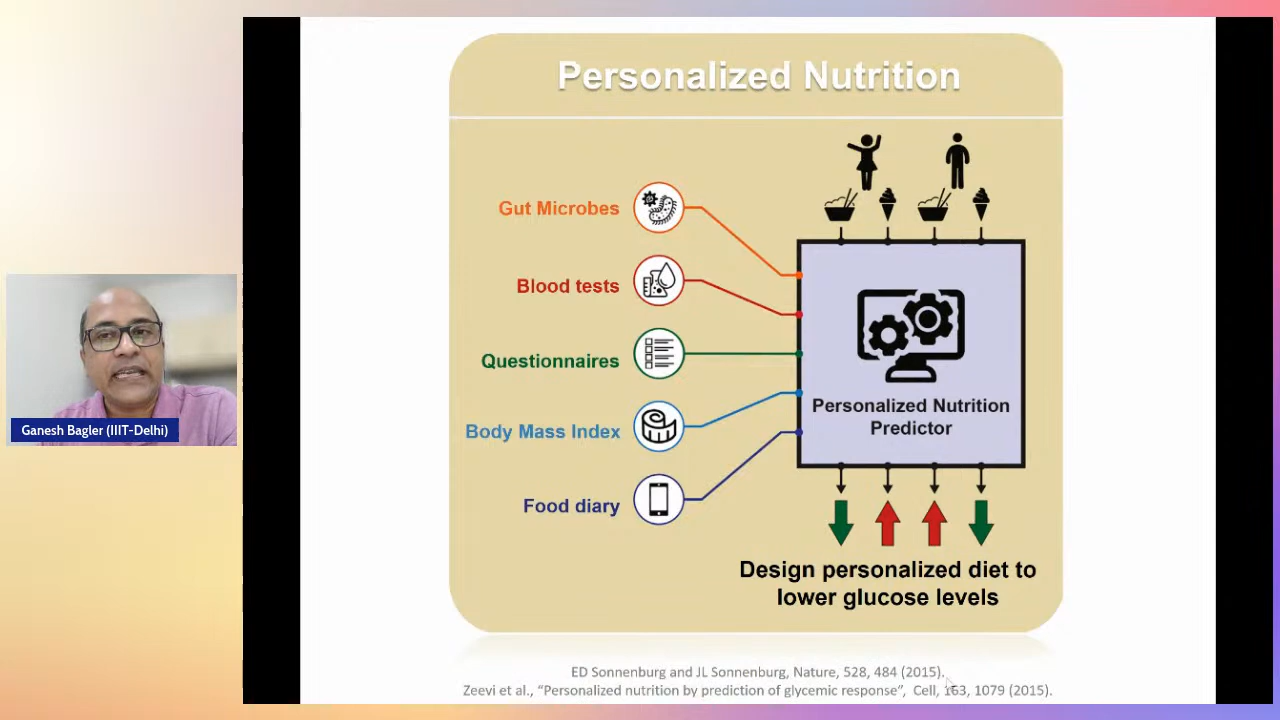 Personalized Nutrition
Gut Microbes
Blood tests
Questionnaires
Body Mass Index
Food diary
Personalized Nutrition
Predictor
Design personalized diet to
lower glucose levels
ED Sonnenburg and JL Sonnenburg, Nature, 528, 484 (2015).
Zeevi et al., “Personalized nutrition by prediction of glycemic response”, Cell, 163, 1079 (2015).
Ganesh Bagler (IIIT-Delhi)